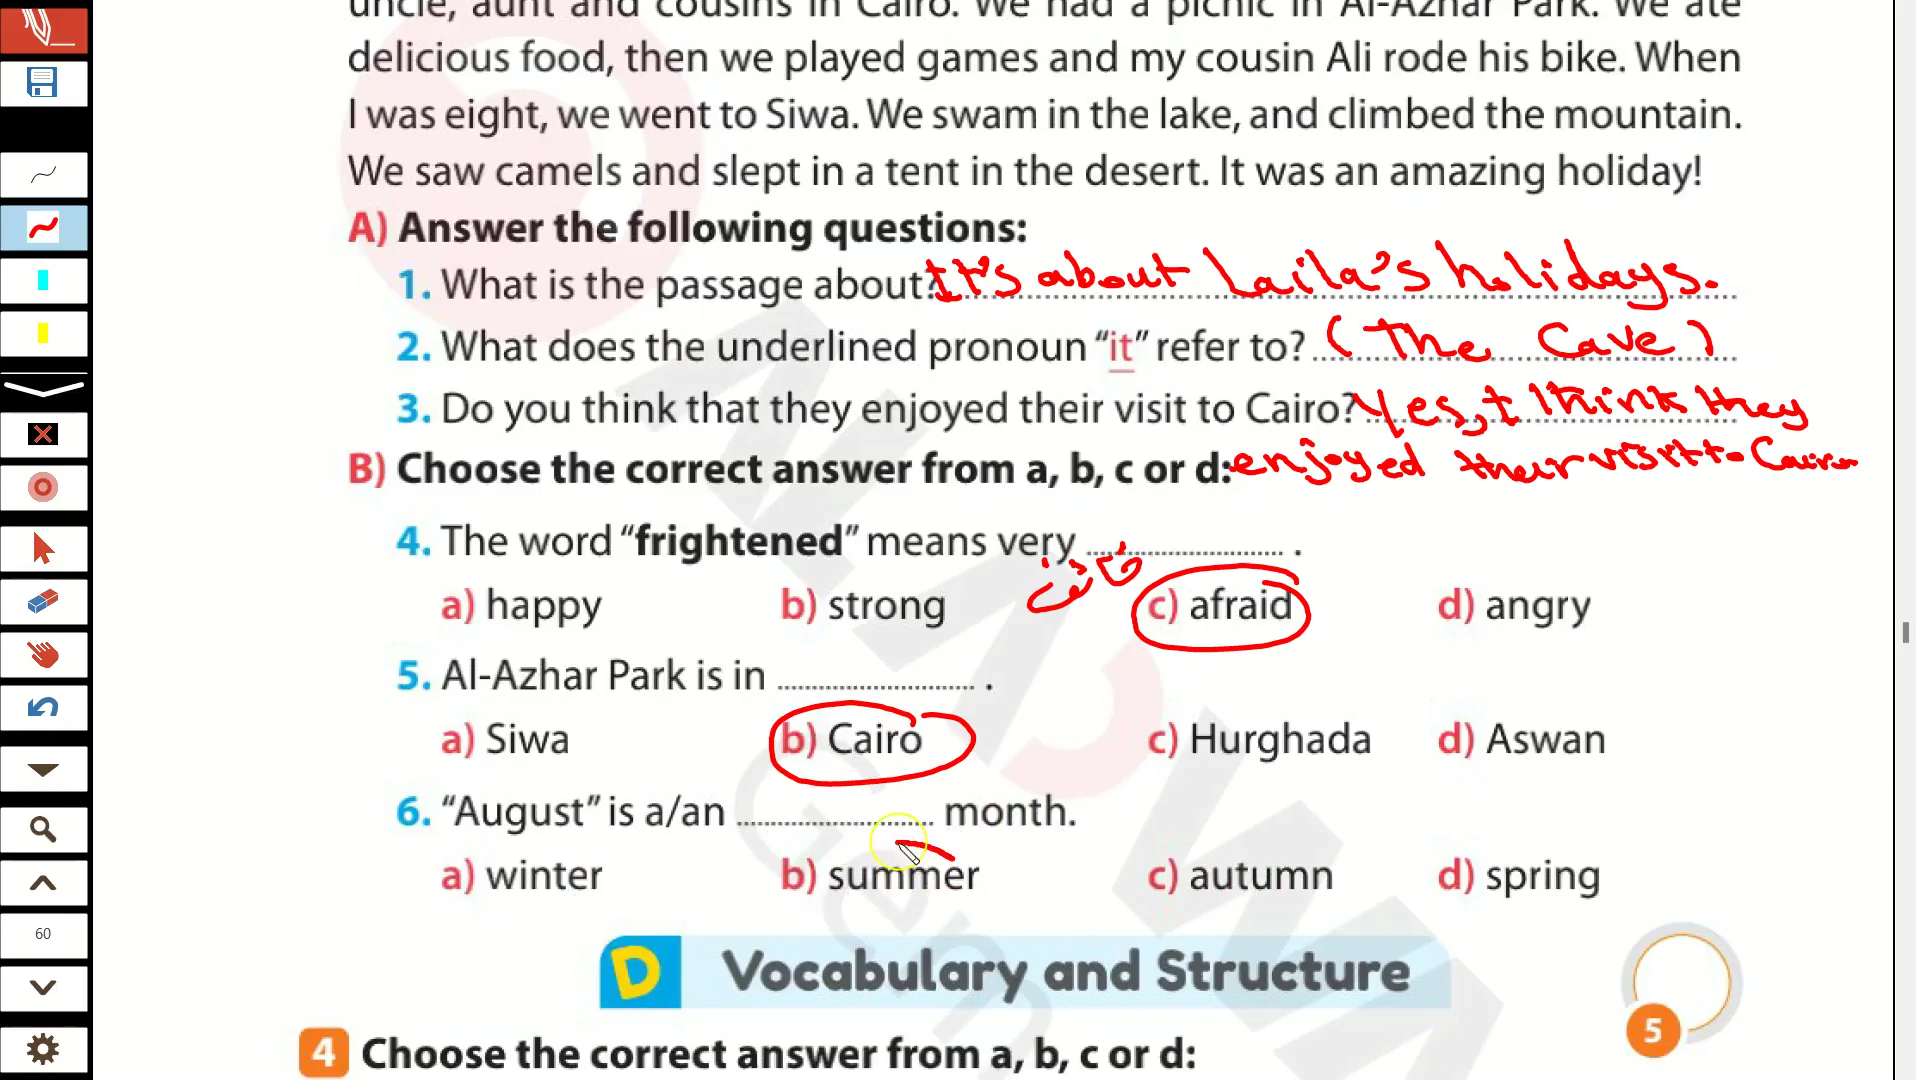 uncle, aunt and cousins in Cairo. We had a picnic in Al-Azhar Park. We ate
delicious food, then we played games and my cousin Ali rode his bike. When
I was eight, we went to Siwa. We swam in the lake, and climbed the mountain.
We saw camels and slept in a tent in the desert. It was an amazing holiday!
A) Answer the following questions:
1. What is the passage about? It's about Laila's holidays.
2. What does the underlined pronoun “it” refer to? (The Cave)
3. Do you think that they enjoyed their visit to Cairo? Yes, I think they
B) Choose the correct answer from a, b, c or d: enjoyed their visit to Cairo
4. The word “frightened” means very .
a) happy b) strong c) afraid d) angry
5. Al-Azhar Park is in .
a) Siwa b) Cairo c) Hurghada d) Aswan
6. “August” is a/an month.
a) winter b) summer c) autumn d) spring
D Vocabulary and Structure
5
4 Choose the correct answer from a, b, c or d:
60